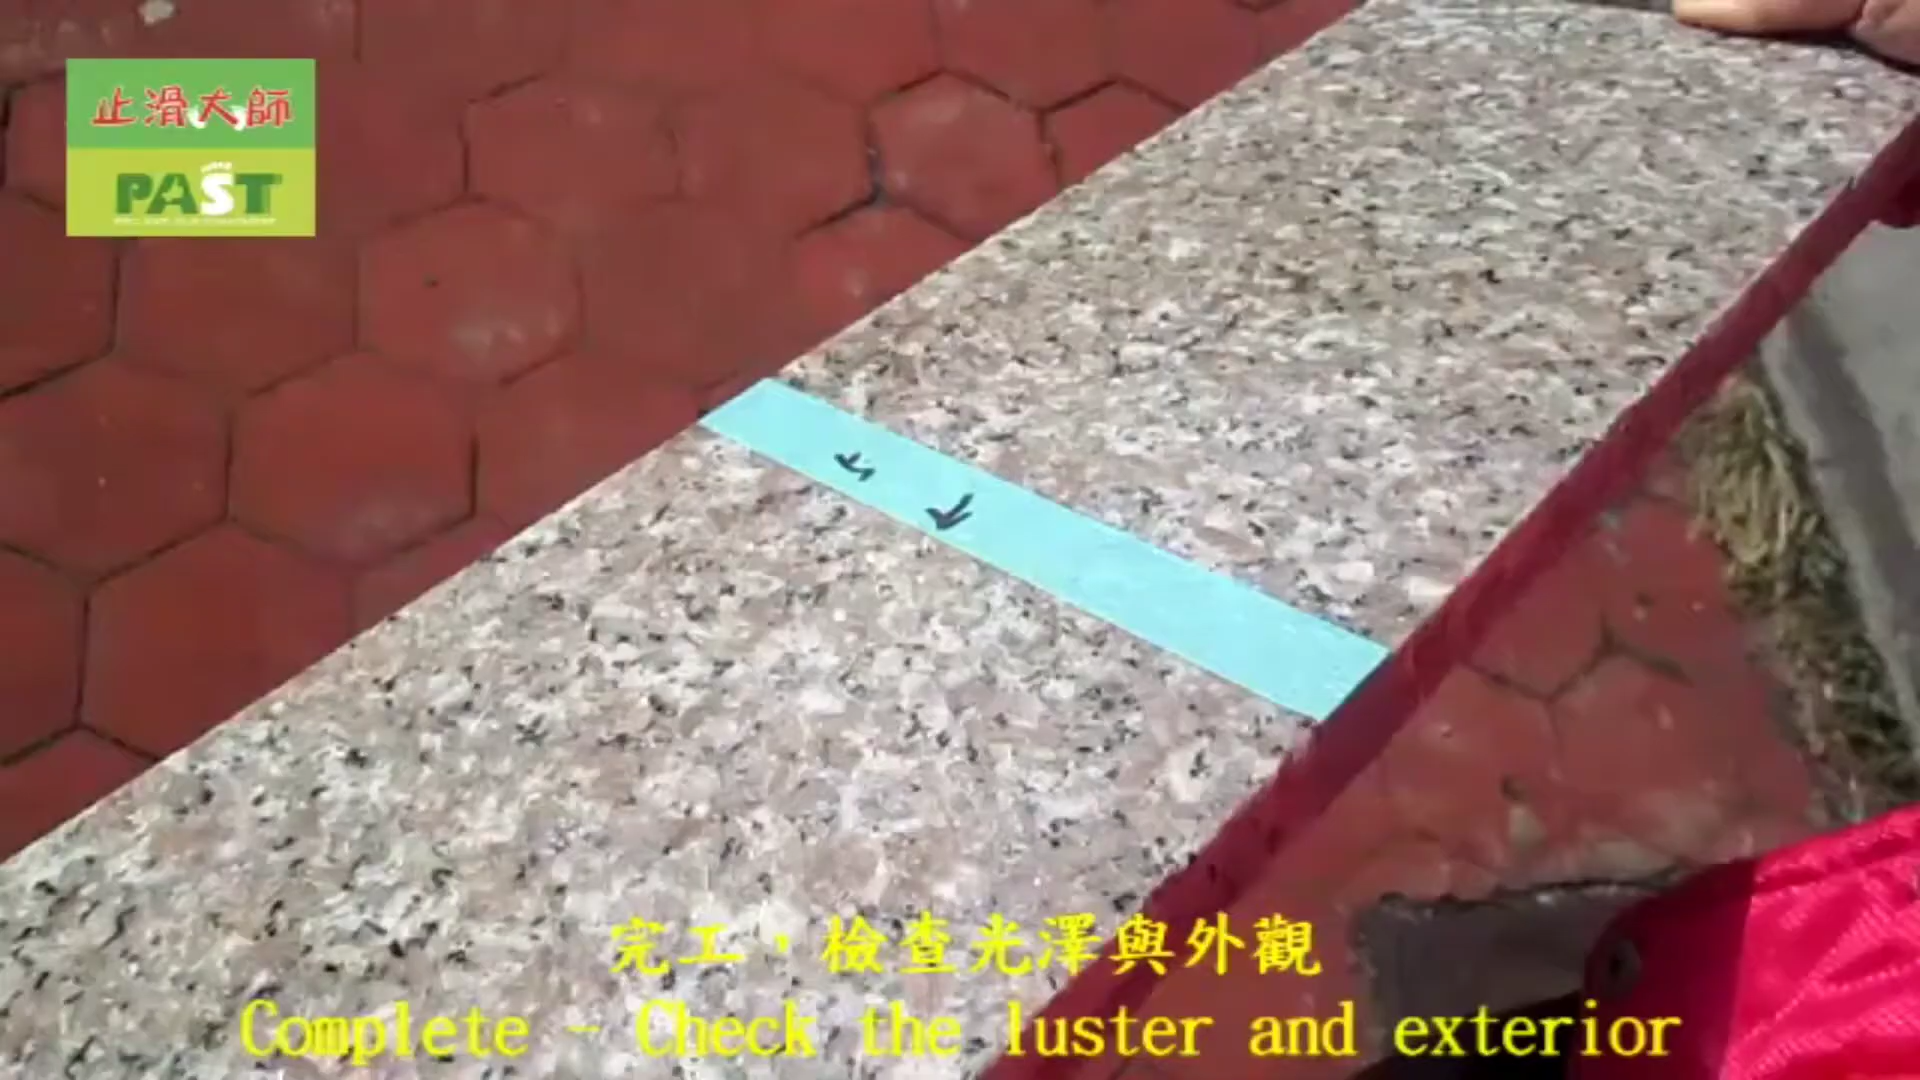 止滑大師
PAST
完工，檢查光澤與外觀
Complete - Check the luster and exterior